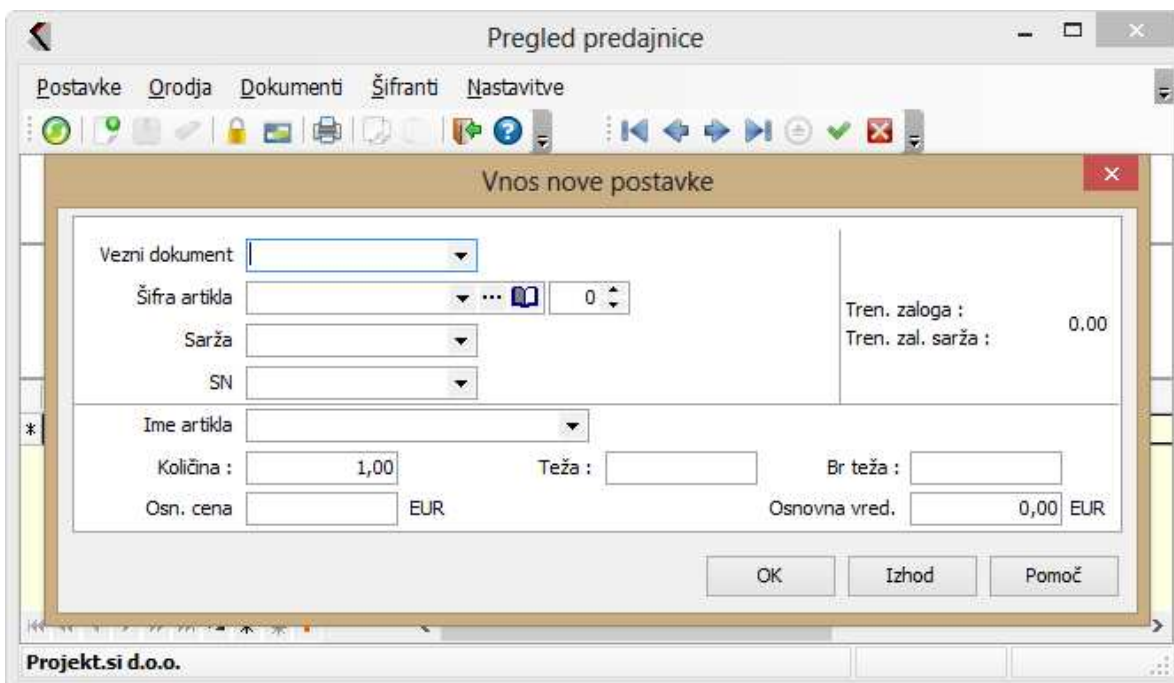 Pregled predajnice
Postavke Orodja Dokumenti Šifranti Nastavitve
Vnos nove postavke
Vezni dokument
Šifra artikla 0
Sarža
SN
Tren. zaloga :
0.00
Tren. zal. sarža :
Ime artikla
Količina : 1,00 Teža : Br teža :
Osn. cena EUR Osnovna vred. 0,00 EUR
OK Izhod Pomoč
Projekt.si d.o.o.